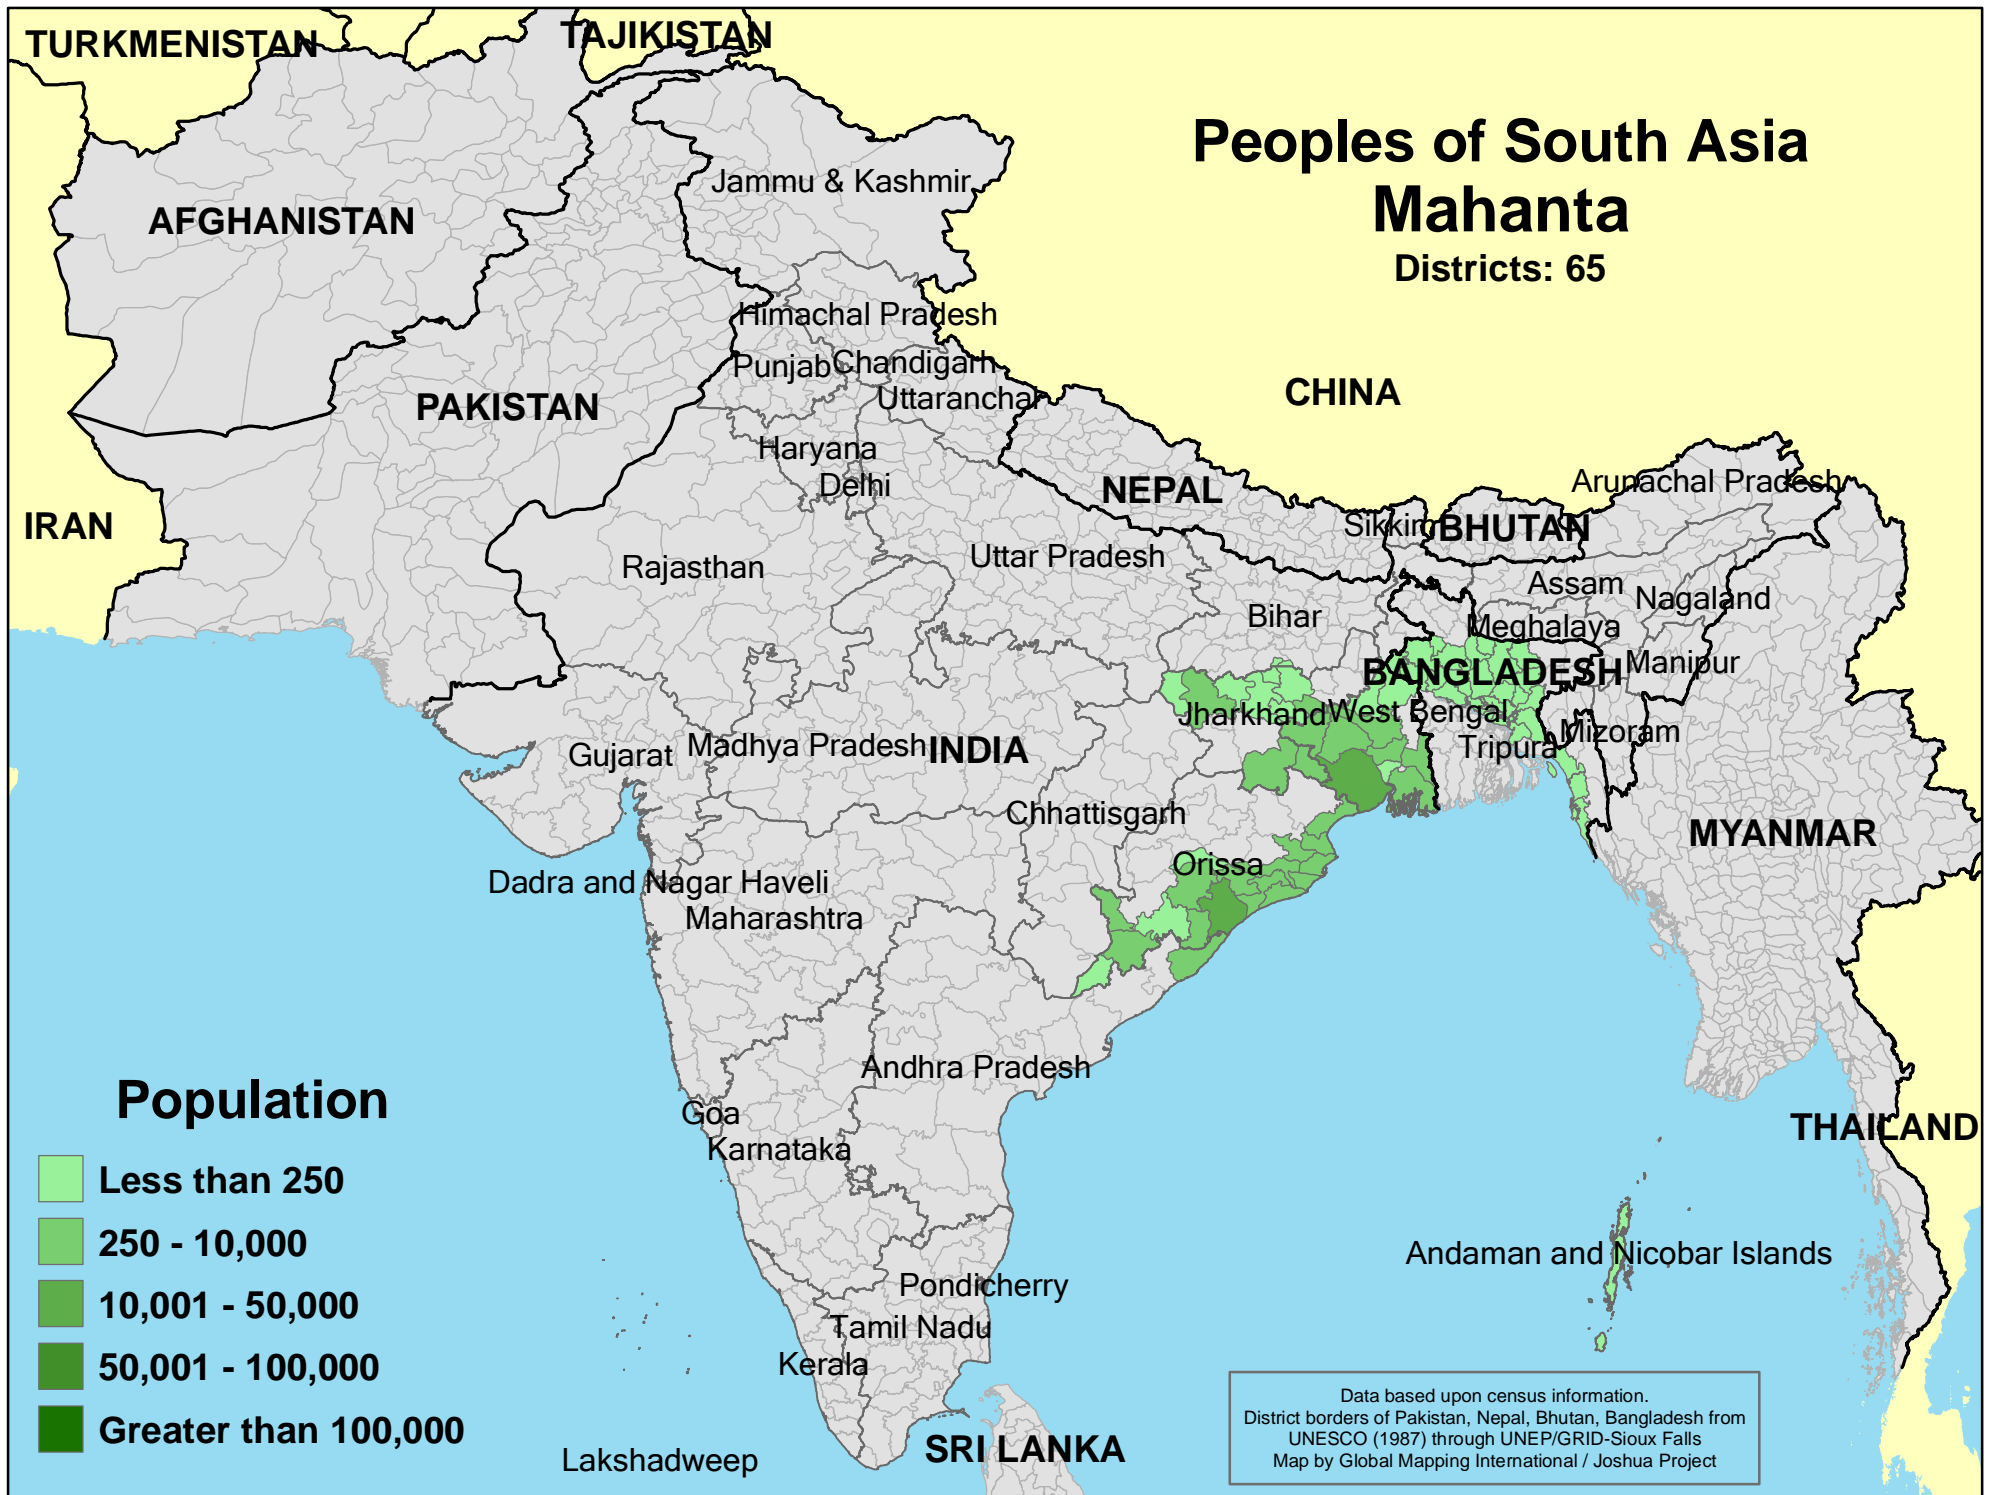 TURKMENISTAN
TAJIKISTAN
Peoples of South Asia
Mahanta
Districts: 65
Jammu & Kashmir
AFGHANISTAN
Himachal Pradesh
Punjab
Chandigarh
Uttaranchal
PAKISTAN
CHINA
Haryana
Delhi
NEPAL
Arunachal Pradesh
IRAN
Sikkim
BHUTAN
Rajasthan
Uttar Pradesh
Assam
Nagaland
Bihar
Meghalaya
BANGLADESH
Manipur
Jharkhand
West Bengal
Mizoram
Tripura
Gujarat
Madhya Pradesh
INDIA
Chhattisgarh
MYANMAR
Orissa
Dadra and Nagar Haveli
Maharashtra
Andhra Pradesh
Goa
Karnataka
THAILAND
Andaman and Nicobar Islands
Pondicherry
Tamil Nadu
Kerala
SRI LANKA
Lakshadweep
Population
Less than 250
250 - 10,000
10,001 - 50,000
50,001 - 100,000
Greater than 100,000
Data based upon census information.
District borders of Pakistan, Nepal, Bhutan, Bangladesh from
UNESCO (1987) through UNEP/GRID-Sioux Falls
Map by Global Mapping International / Joshua Project